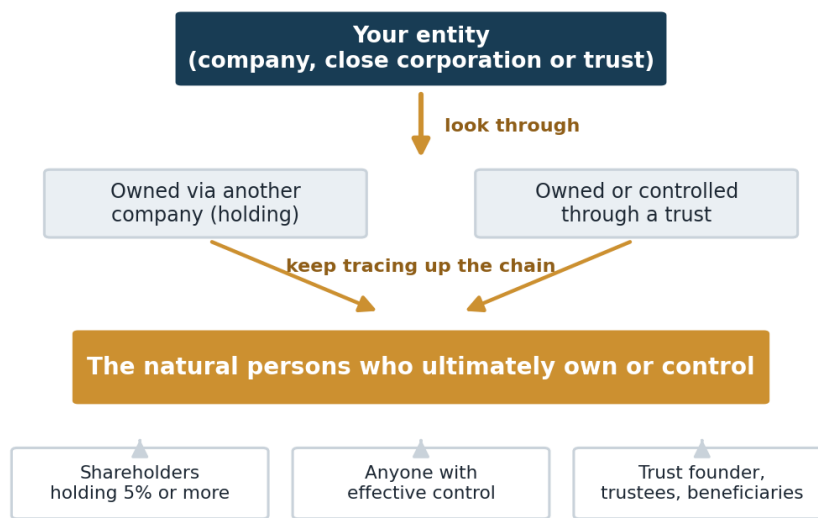 Your entity
(company, close corporation or trust)
look through
Owned via another
company (holding)
Owned or controlled
through a trust
keep tracing up the chain
The natural persons who ultimately own or control
Shareholders
holding 5% or more
Anyone with
effective control
Trust founder,
trustees, beneficiaries